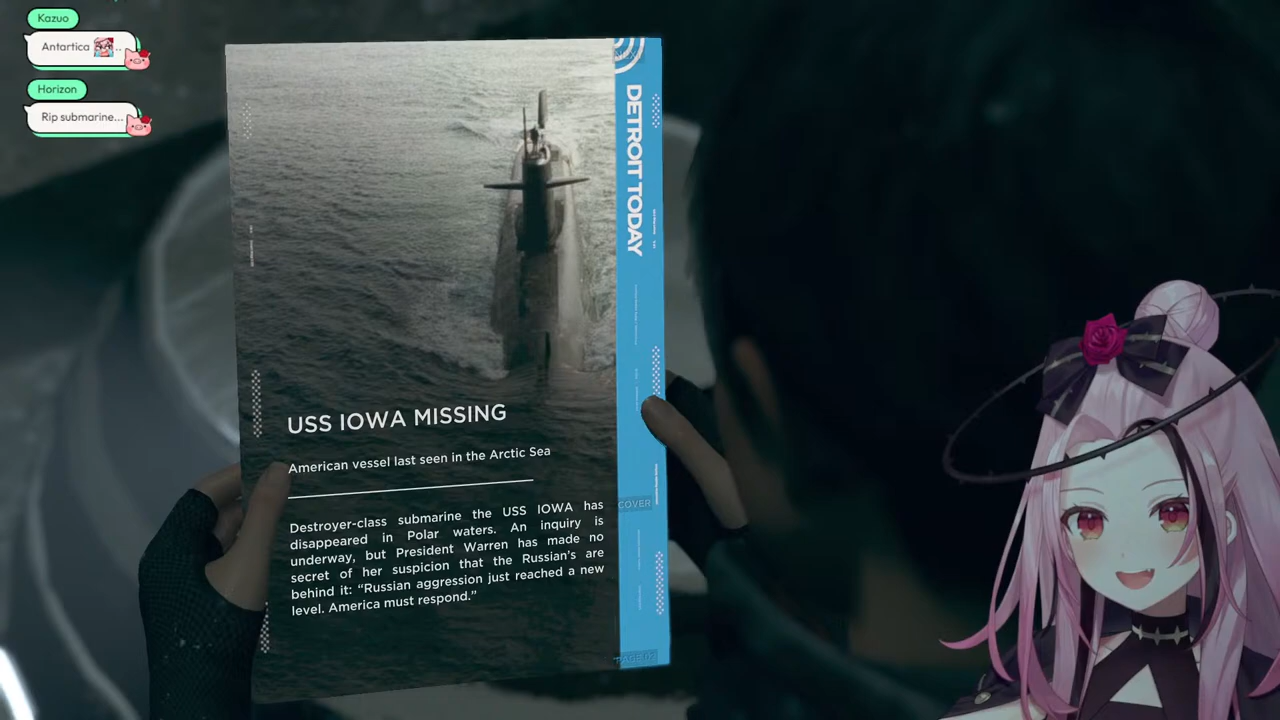 Kazuo
Antartica ..
Horizon
Rip submarine...
DETROIT TODAY
USS IOWA MISSING
American vessel last seen in the Arctic Sea
Destroyer-class submarine the USS IOWA has
disappeared in Polar waters. An inquiry is
underway, but President Warren has made no
secret of her suspicion that the Russian's are
behind it: “Russian aggression just reached a new
level. America must respond.”
COVER